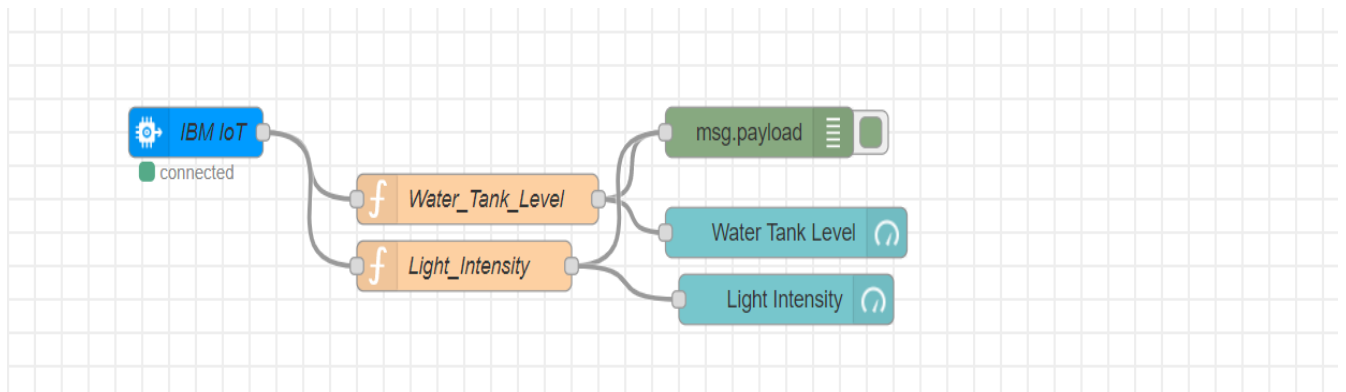 IBM IoT
connected
Water_Tank_Level
Light_Intensity
msg.payload
Water Tank Level
Light Intensity